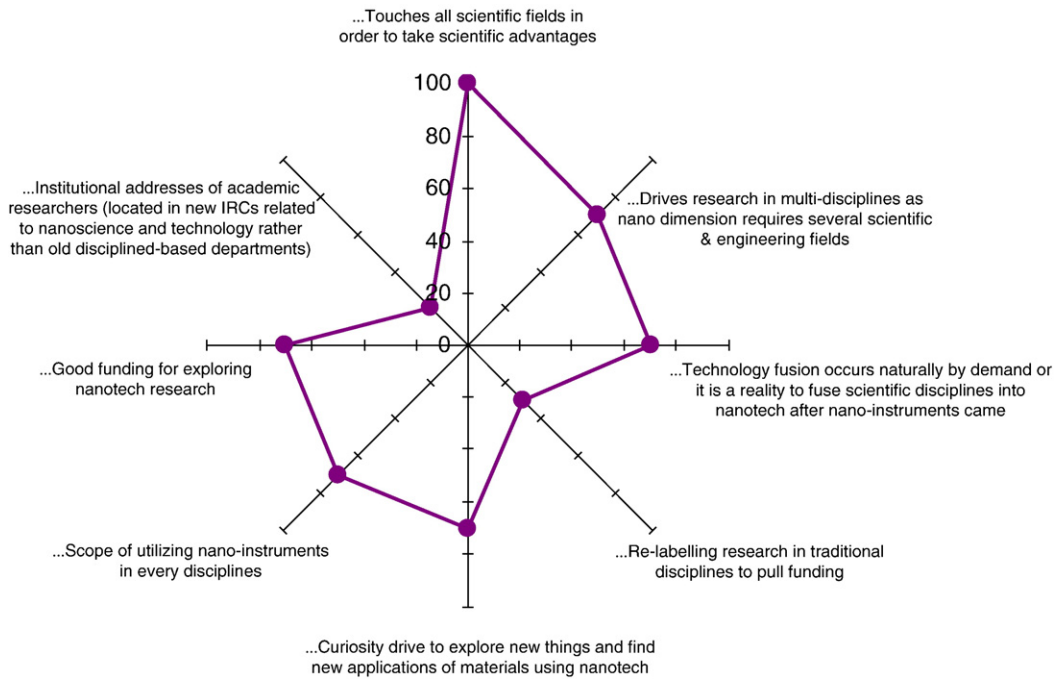 ...Touches all scientific fields in
order to take scientific advantages
100
80
60
40
20
0
...Institutional addresses of academic
researchers (located in new IRCs related
to nanoscience and technology rather
than old disciplined-based departments)
...Drives research in multi-disciplines as
nano dimension requires several scientific
& engineering fields
...Good funding for exploring
nanotech research
...Technology fusion occurs naturally by demand or
it is a reality to fuse scientific disciplines into
nanotech after nano-instruments came
...Scope of utilizing nano-instruments
in every disciplines
...Re-labelling research in traditional
disciplines to pull funding
...Curiosity drive to explore new things and find
new applications of materials using nanotech